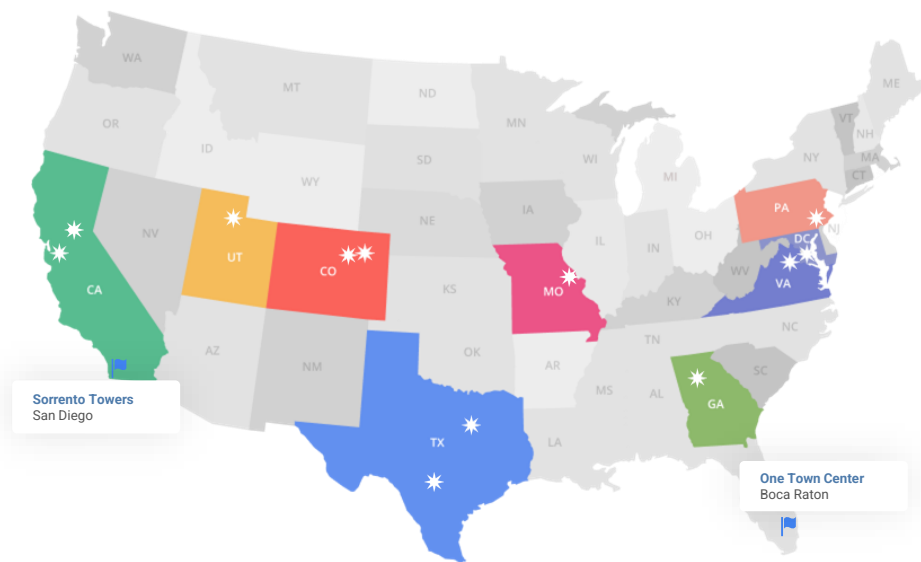 WA
MT
ND
ME
OR
MN
VT
NH
ID
SD
WI
NY
MA
CT
WY
MI
PA
NE
IA
NJ
NV
OH
DC
IL
IN
UT
CO
WV
VA
CA
KS
MO
KY
NC
AZ
OK
TN
NM
AR
SC
MS
AL
GA
TX
LA
Sorrento Towers
San Diego
One Town Center
Boca Raton